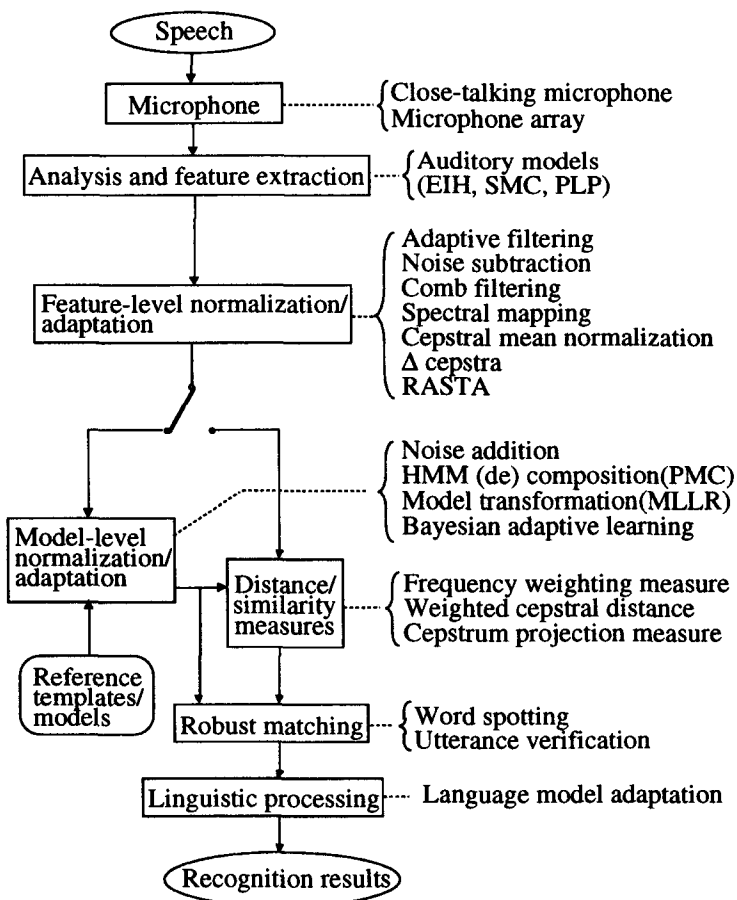 Speech
Microphone
Close-talking microphone
Microphone array
Analysis and feature extraction
Auditory models
(EIH, SMC, PLP)
Feature-level normalization/
adaptation
Adaptive filtering
Noise subtraction
Comb filtering
Spectral mapping
Cepstral mean normalization
Δ cepstra
RASTA
Noise addition
HMM (de) composition(PMC)
Model transformation(MLLR)
Bayesian adaptive learning
Model-level
normalization/
adaptation
Distance/
similarity
measures
Frequency weighting measure
Weighted cepstral distance
Cepstrum projection measure
Reference
templates/
models
Robust matching
Word spotting
Utterance verification
Linguistic processing
Language model adaptation
Recognition results